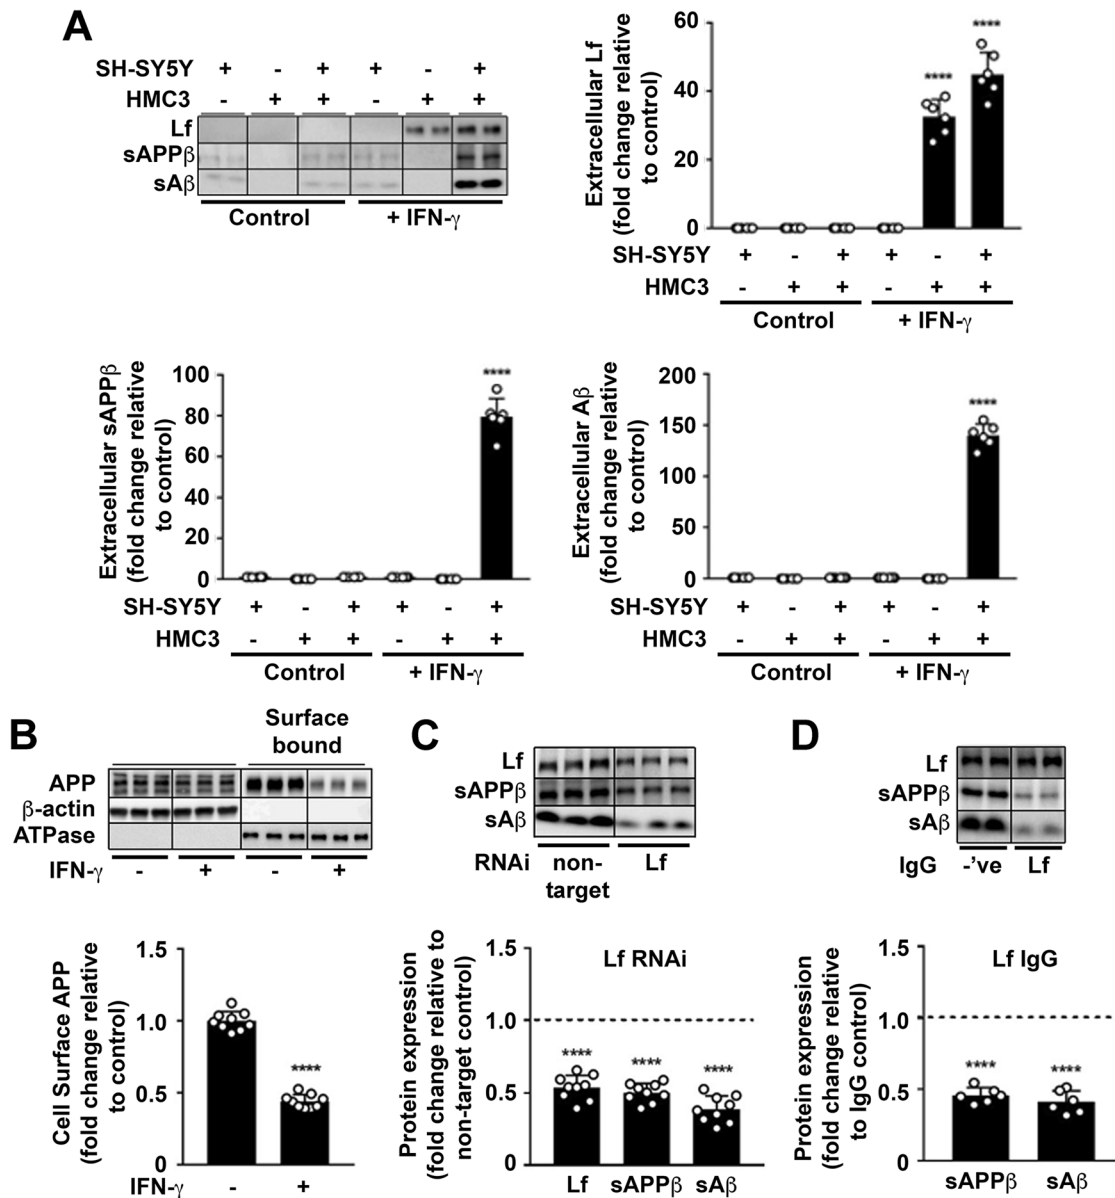 A
SH-SY5Y + - + + - +
HMC3 - + + - + +
Lf
sAPPβ
sAβ
Control + IFN-γ
Extracellular Lf
(fold change relative
to control)
60
40
20
0
****
****
SH-SY5Y + - + + - +
HMC3 - + + - + +
Control + IFN-γ
Extracellular sAPPβ
(fold change relative
to control)
100
80
60
40
20
0
****
SH-SY5Y + - + + - +
HMC3 - + + - + +
Control + IFN-γ
Extracellular Aβ
(fold change relative
to control)
200
150
100
50
0
****
SH-SY5Y + - + + - +
HMC3 - + + - + +
Control + IFN-γ
B
Surface
bound
APP
β-actin
ATPase
IFN-γ - + - +
Cell Surface APP
(fold change relative
to control)
1.5
1.0
0.5
0
****
IFN-γ - +
C
Lf
sAPPβ
sAβ
RNAi non-
target
Lf
Protein expression
(fold change relative to
non-target control)
1.5
1.0
0.5
0
Lf RNAi
**** **** ****
Lf sAPPβ sAβ
D
Lf
sAPPβ
sAβ
IgG -'ve Lf
Protein expression
(fold change relative
to IgG control)
1.5
1.0
0.5
0
Lf IgG
**** ****
sAPPβ sAβ